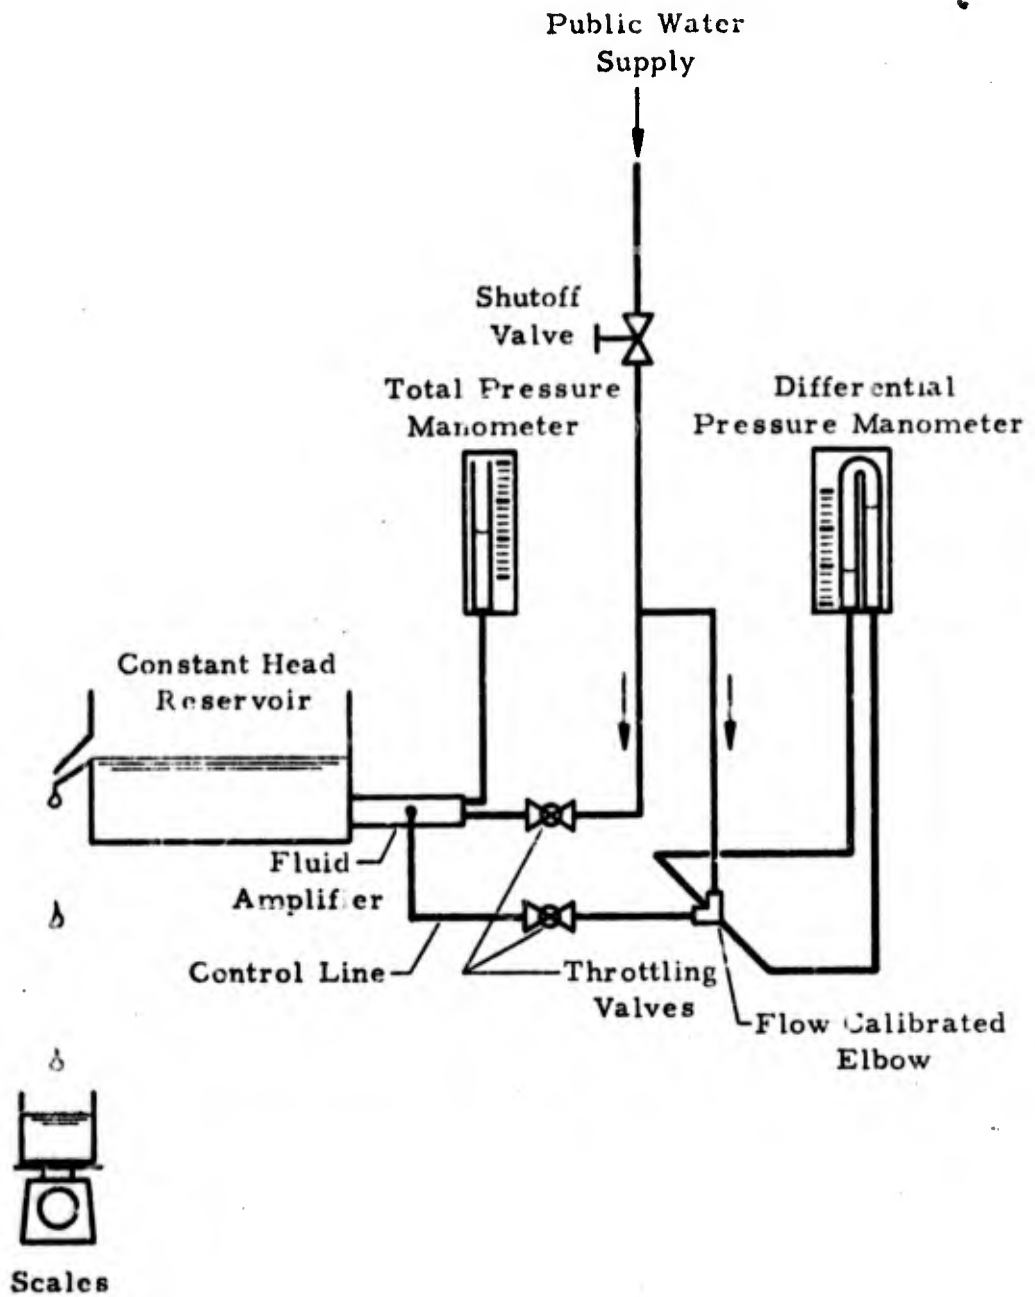 Public Water
Supply
Shutoff
Valve
Total Pressure
Manometer
Differential
Pressure Manometer
Constant Head
Reservoir
Fluid
Amplifier
Control Line
Throttling
Valves
Flow Calibrated
Elbow
Scales